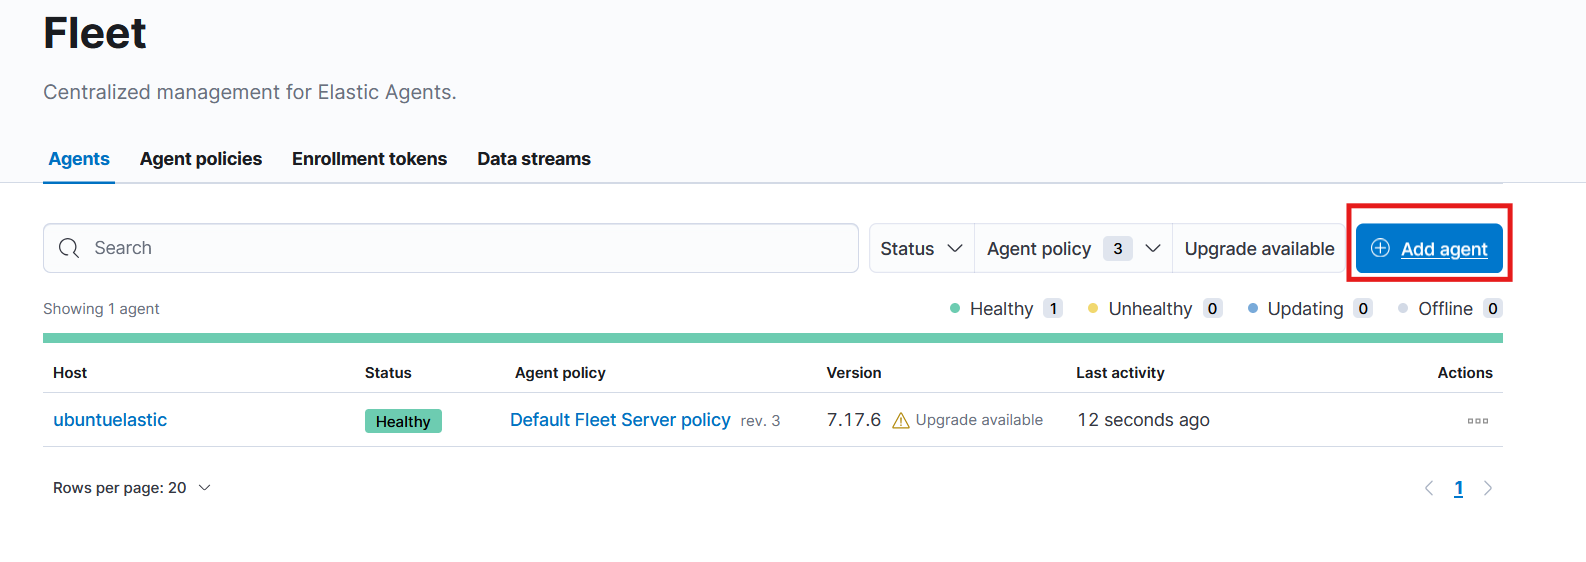 Fleet
Centralized management for Elastic Agents.
Agents Agent policies Enrollment tokens Data streams
Search Status Agent policy 3 Upgrade available Add agent
Showing 1 agent Healthy 1 Unhealthy 0 Updating 0 Offline 0
Host Status Agent policy Version Last activity Actions
ubuntuelastic Healthy Default Fleet Server policy rev. 3 7.17.6 Upgrade available 12 seconds ago
Rows per page: 20 1